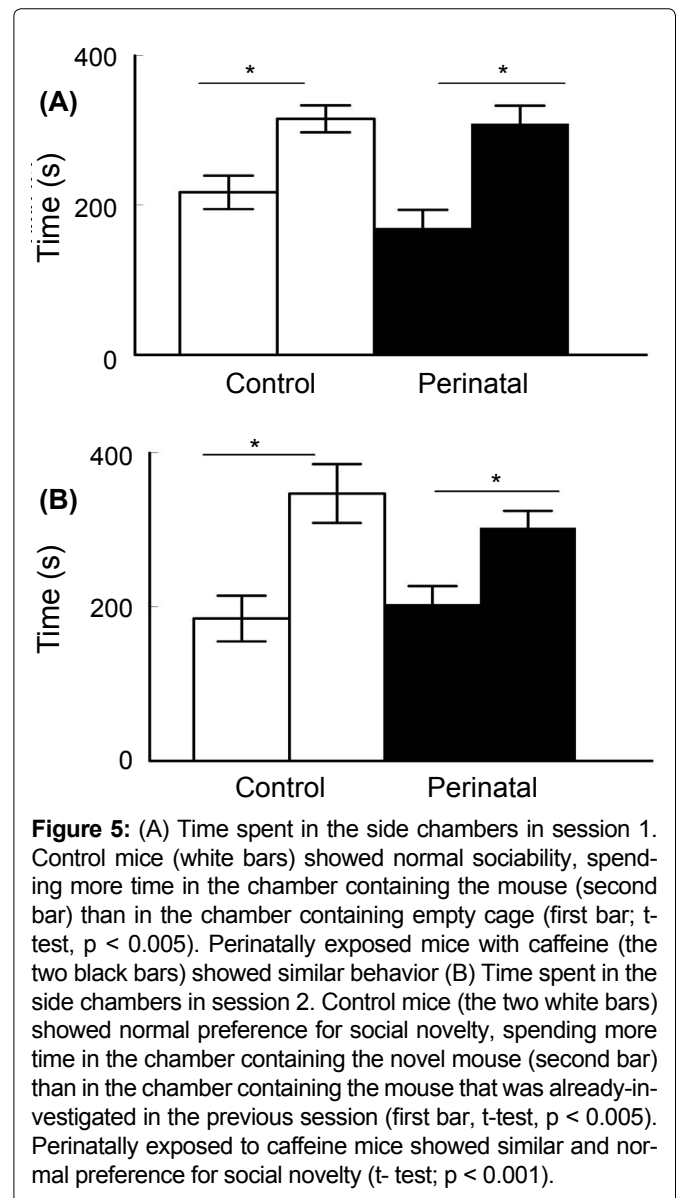 400
*
*
(A)
Time (s)
200
0
Control
Perinatal
400
*
*
(B)
Time (s)
200
0
Control
Perinatal
Figure 5: (A) Time spent in the side chambers in session 1.
Control mice (white bars) showed normal sociability, spend-
ing more time in the chamber containing the mouse (second
bar) than in the chamber containing empty cage (first bar; t-
test, p < 0.005). Perinatally exposed mice with caffeine (the
two black bars) showed similar behavior (B) Time spent in the
side chambers in session 2. Control mice (the two white bars)
showed normal preference for social novelty, spending more
time in the chamber containing the novel mouse (second bar)
than in the chamber containing the mouse that was already-in-
vestigated in the previous session (first bar, t-test, p < 0.005).
Perinatally exposed to caffeine mice showed similar and nor-
mal preference for social novelty (t- test; p < 0.001).